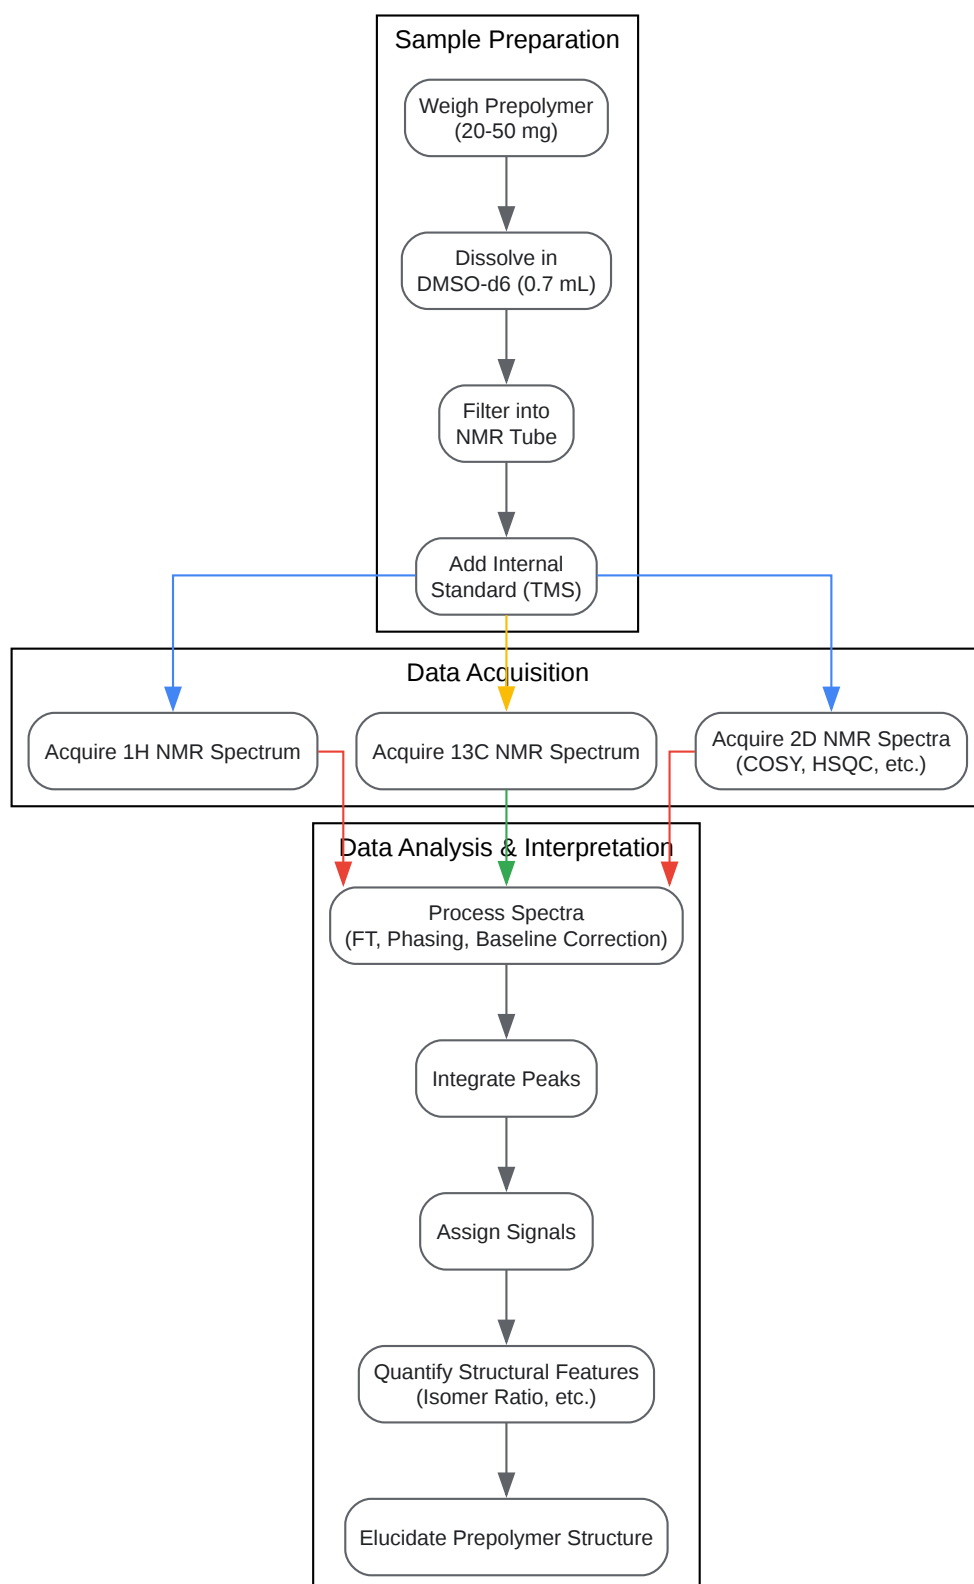 Sample Preparation
Weigh Prepolymer
(20-50 mg)
Dissolve in
DMSO-d6 (0.7 mL)
Filter into
NMR Tube
Add Internal
Standard (TMS)
Data Acquisition
Acquire 1H NMR Spectrum
Acquire 13C NMR Spectrum
Acquire 2D NMR Spectra
(COSY, HSQC, etc.)
Data Analysis & Interpretation
Process Spectra
(FT, Phasing, Baseline Correction)
Integrate Peaks
Assign Signals
Quantify Structural Features
(Isomer Ratio, etc.)
Elucidate Prepolymer Structure